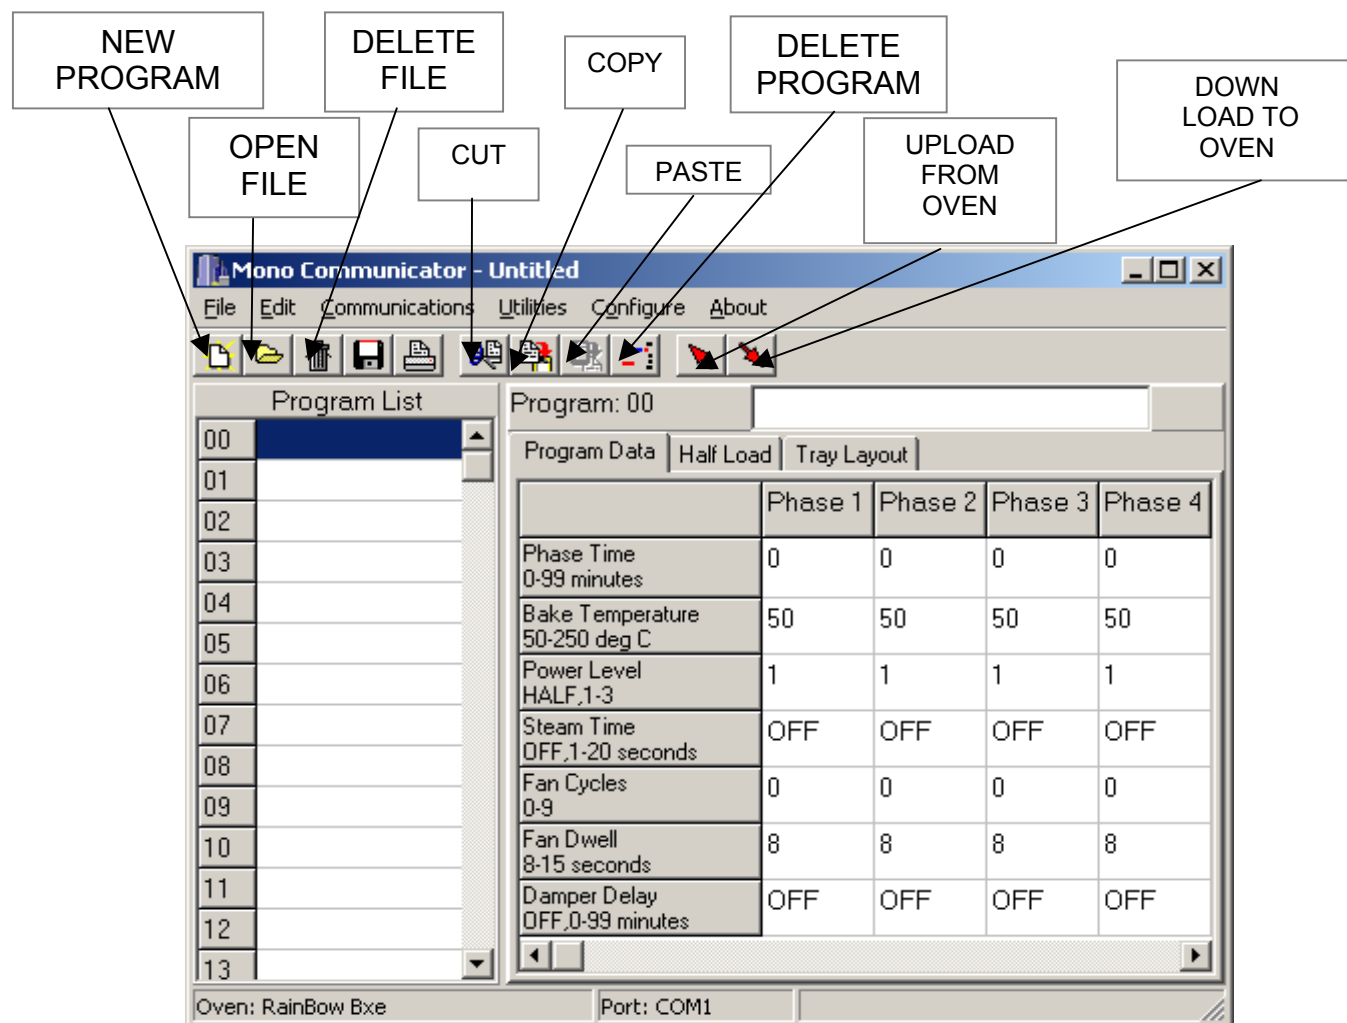 NEW
PROGRAM
DELETE
FILE
COPY
DELETE
PROGRAM
DOWN
LOAD TO
OVEN
OPEN
FILE
CUT
PASTE
UPLOAD
FROM
OVEN
Mono Communicator - Untitled
File Edit Communications Utilities Configure About
Program List
Program: 00
00
01
02
03
04
05
06
07
08
09
10
11
12
13
Program Data Half Load Tray Layout
Phase 1 Phase 2 Phase 3 Phase 4
Phase Time
0-99 minutes
0 0 0 0
Bake Temperature
50-250 deg C
50 50 50 50
Power Level
HALF,1-3
1 1 1 1
Steam Time
OFF,1-20 seconds
OFF OFF OFF OFF
Fan Cycles
0-9
0 0 0 0
Fan Dwell
8-15 seconds
8 8 8 8
Damper Delay
OFF,0-99 minutes
OFF OFF OFF OFF
Oven: RainBow Bxe
Port: COM1